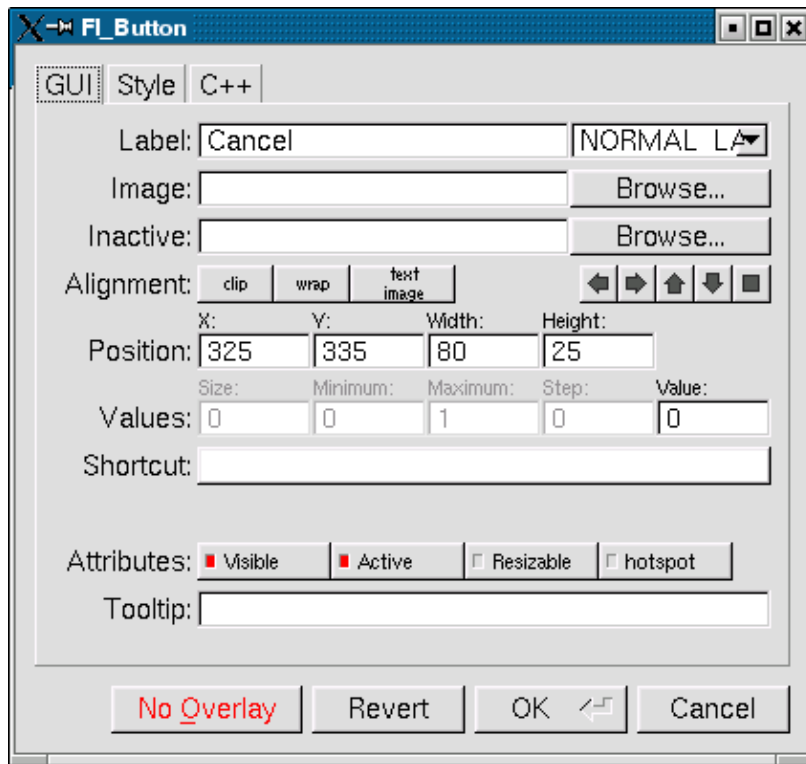 Fl_Button
GUI Style C++
Label: Cancel NORMAL LA
Image: Browse...
Inactive: Browse...
Alignment: clip wrap text image
X: Y: Width: Height:
Position: 325 335 80 25
Size: Minimum: Maximum: Step: Value:
Values: 0 0 1 0 0
Shortcut:
Attributes: Visible Active Resizable hotspot
Tooltip:
No Overlay Revert OK Cancel